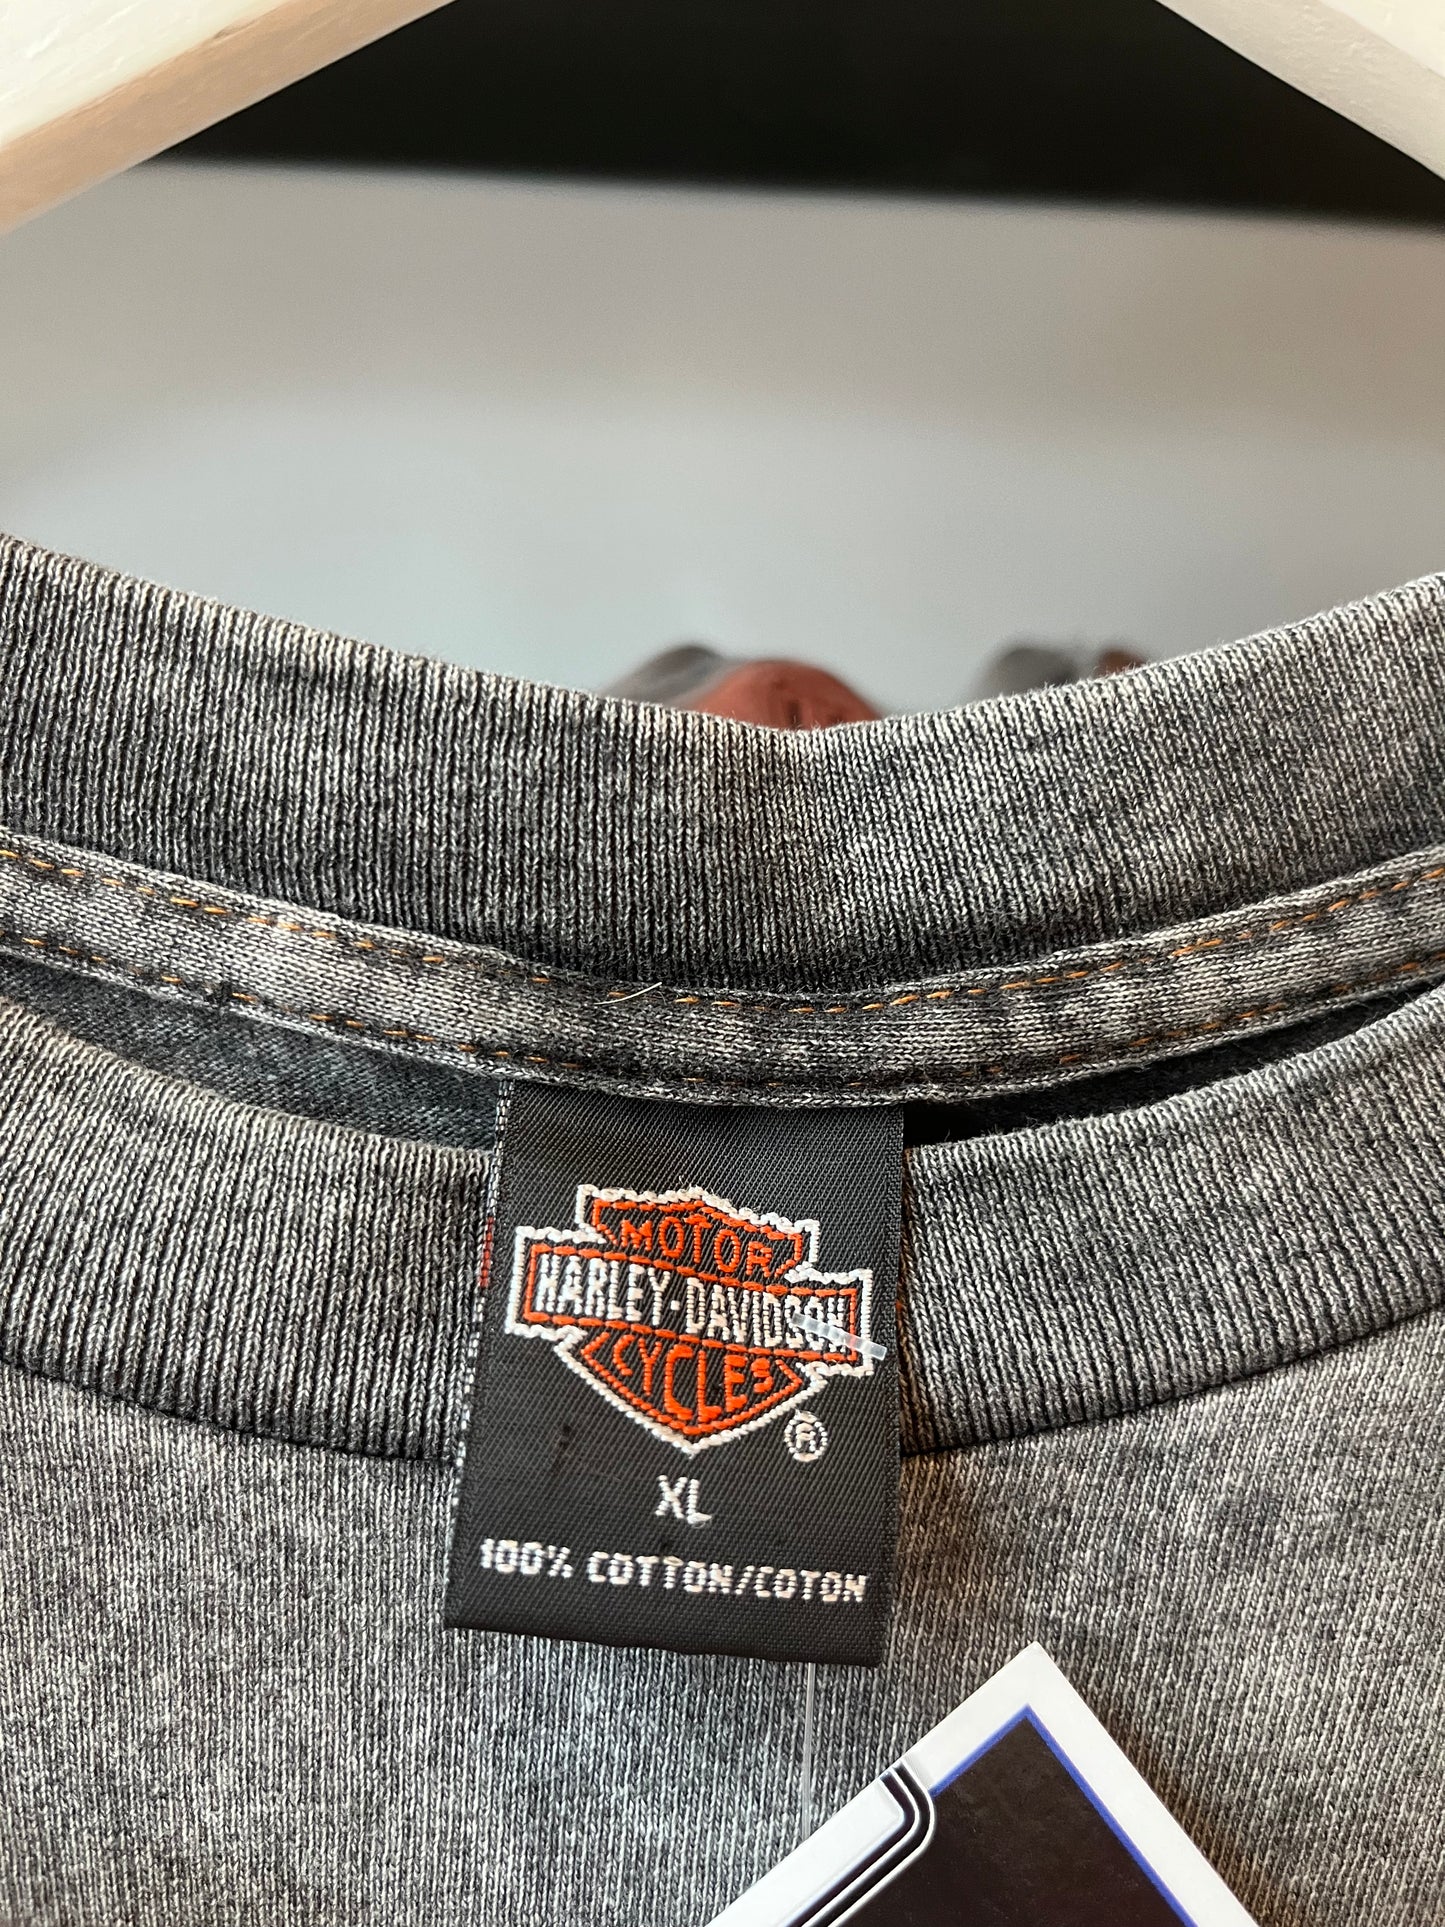 MOTOR
HARLEY-DAVIDSON
CYCLES
®
XL
100% COTTON/COTON